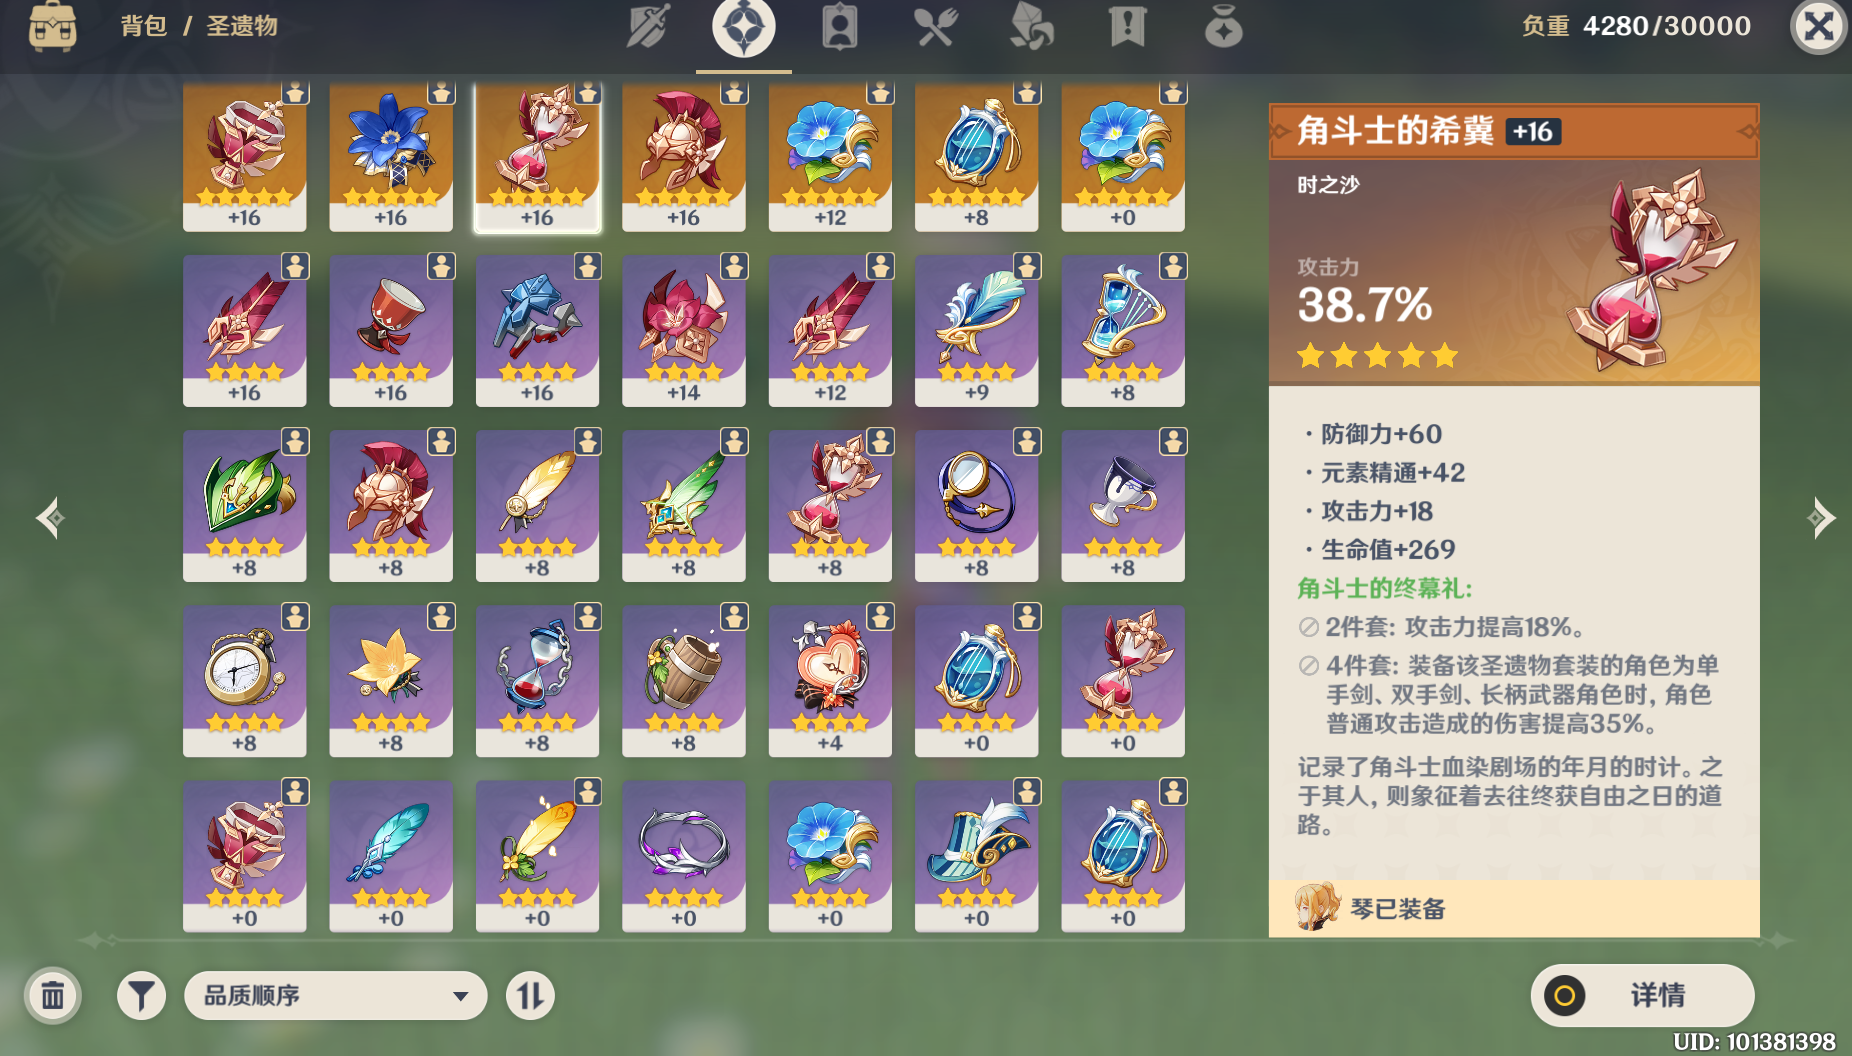 背包 / 圣遗物
负重 4280/30000
+16
+16
+16
+16
+12
+8
+0
+16
+16
+16
+14
+12
+9
+8
+8
+8
+8
+8
+8
+8
+8
+8
+8
+8
+8
+4
+0
+0
+0
+0
+0
+0
+0
+0
+0
角斗士的希冀 +16
时之沙
攻击力
38.7%
·防御力+60
·元素精通+42
·攻击力+18
·生命值+269
角斗士的终幕礼:
2件套: 攻击力提高18%。
4件套: 装备该圣遗物套装的角色为单
手剑、双手剑、长柄武器角色时, 角色
普通攻击造成的伤害提高35%。
记录了角斗士血染剧场的年月的时计。之
于其人, 则象征着去往终获自由之日的道
路。
琴已装备
品质顺序
详情
UID: 101381398